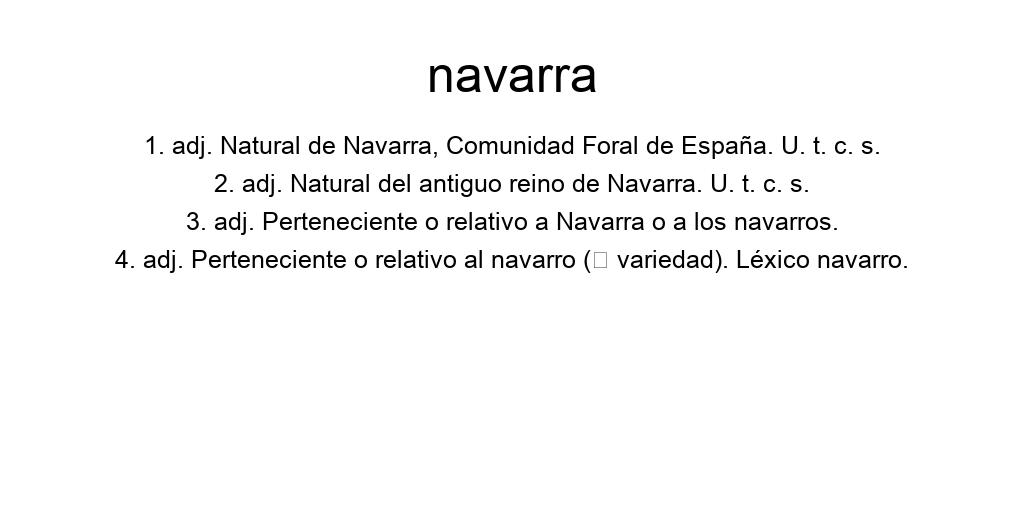 navarra
1. adj. Natural de Navarra, Comunidad Foral de España. U. t. c. s.
2. adj. Natural del antiguo reino de Navarra. U. t. c. s.
3. adj. Perteneciente o relativo a Navarra o a los navarros.
4. adj. Perteneciente o relativo al navarro (□ variedad). Léxico navarro.